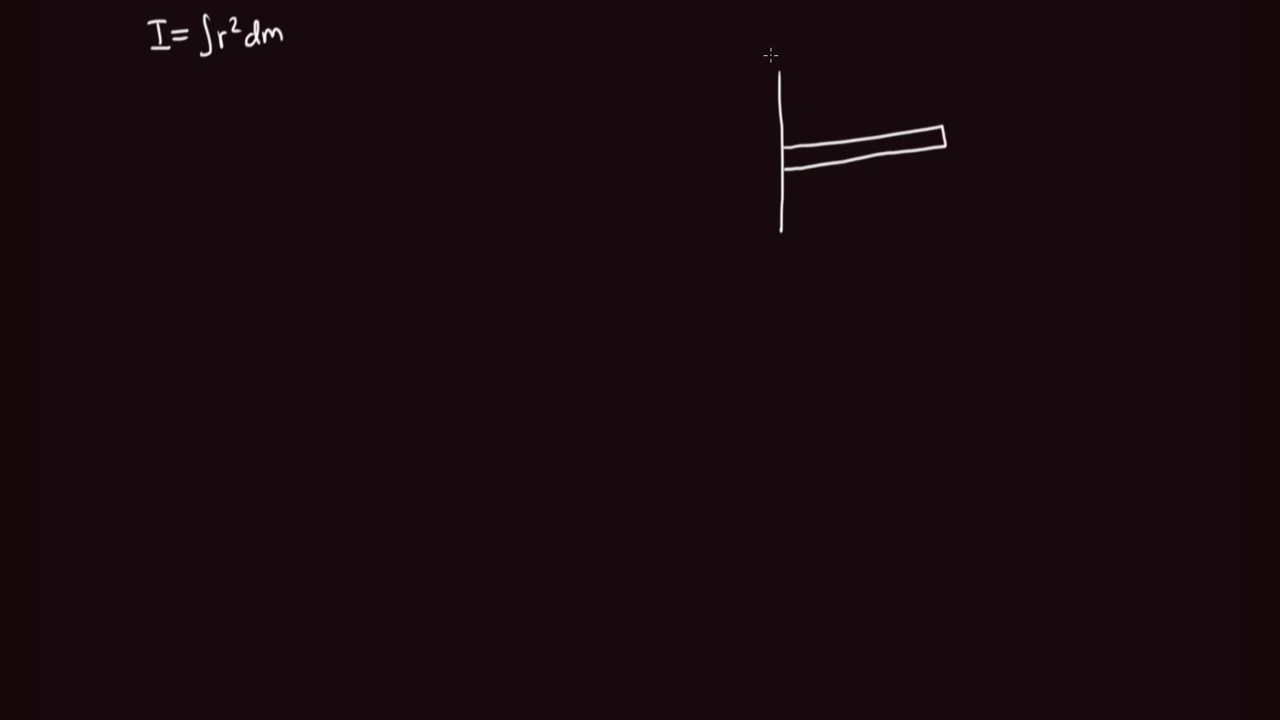 I = ∫r²dm